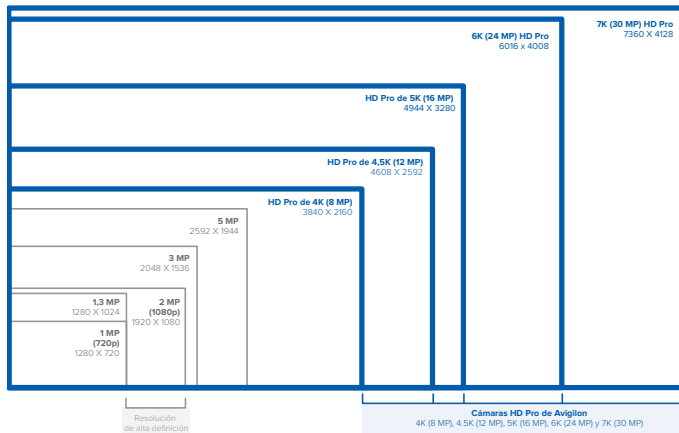 7K (30 MP) HD Pro
7360 X 4128
6K (24 MP) HD Pro
6016 x 4008
HD Pro de 5K (16 MP)
4944 X 3280
HD Pro de 4,5K (12 MP)
4608 X 2592
HD Pro de 4K (8 MP)
3840 X 2160
5 MP
2592 X 1944
3 MP
2048 X 1536
1,3 MP
1280 X 1024
2 MP
(1080p)
1920 X 1080
1 MP
(720p)
1280 X 720
Resolución
de alta definición
Cámaras HD Pro de Avigilon
4K (8 MP), 4.5K (12 MP), 5K (16 MP), 6K (24 MP) y 7K (30 MP)